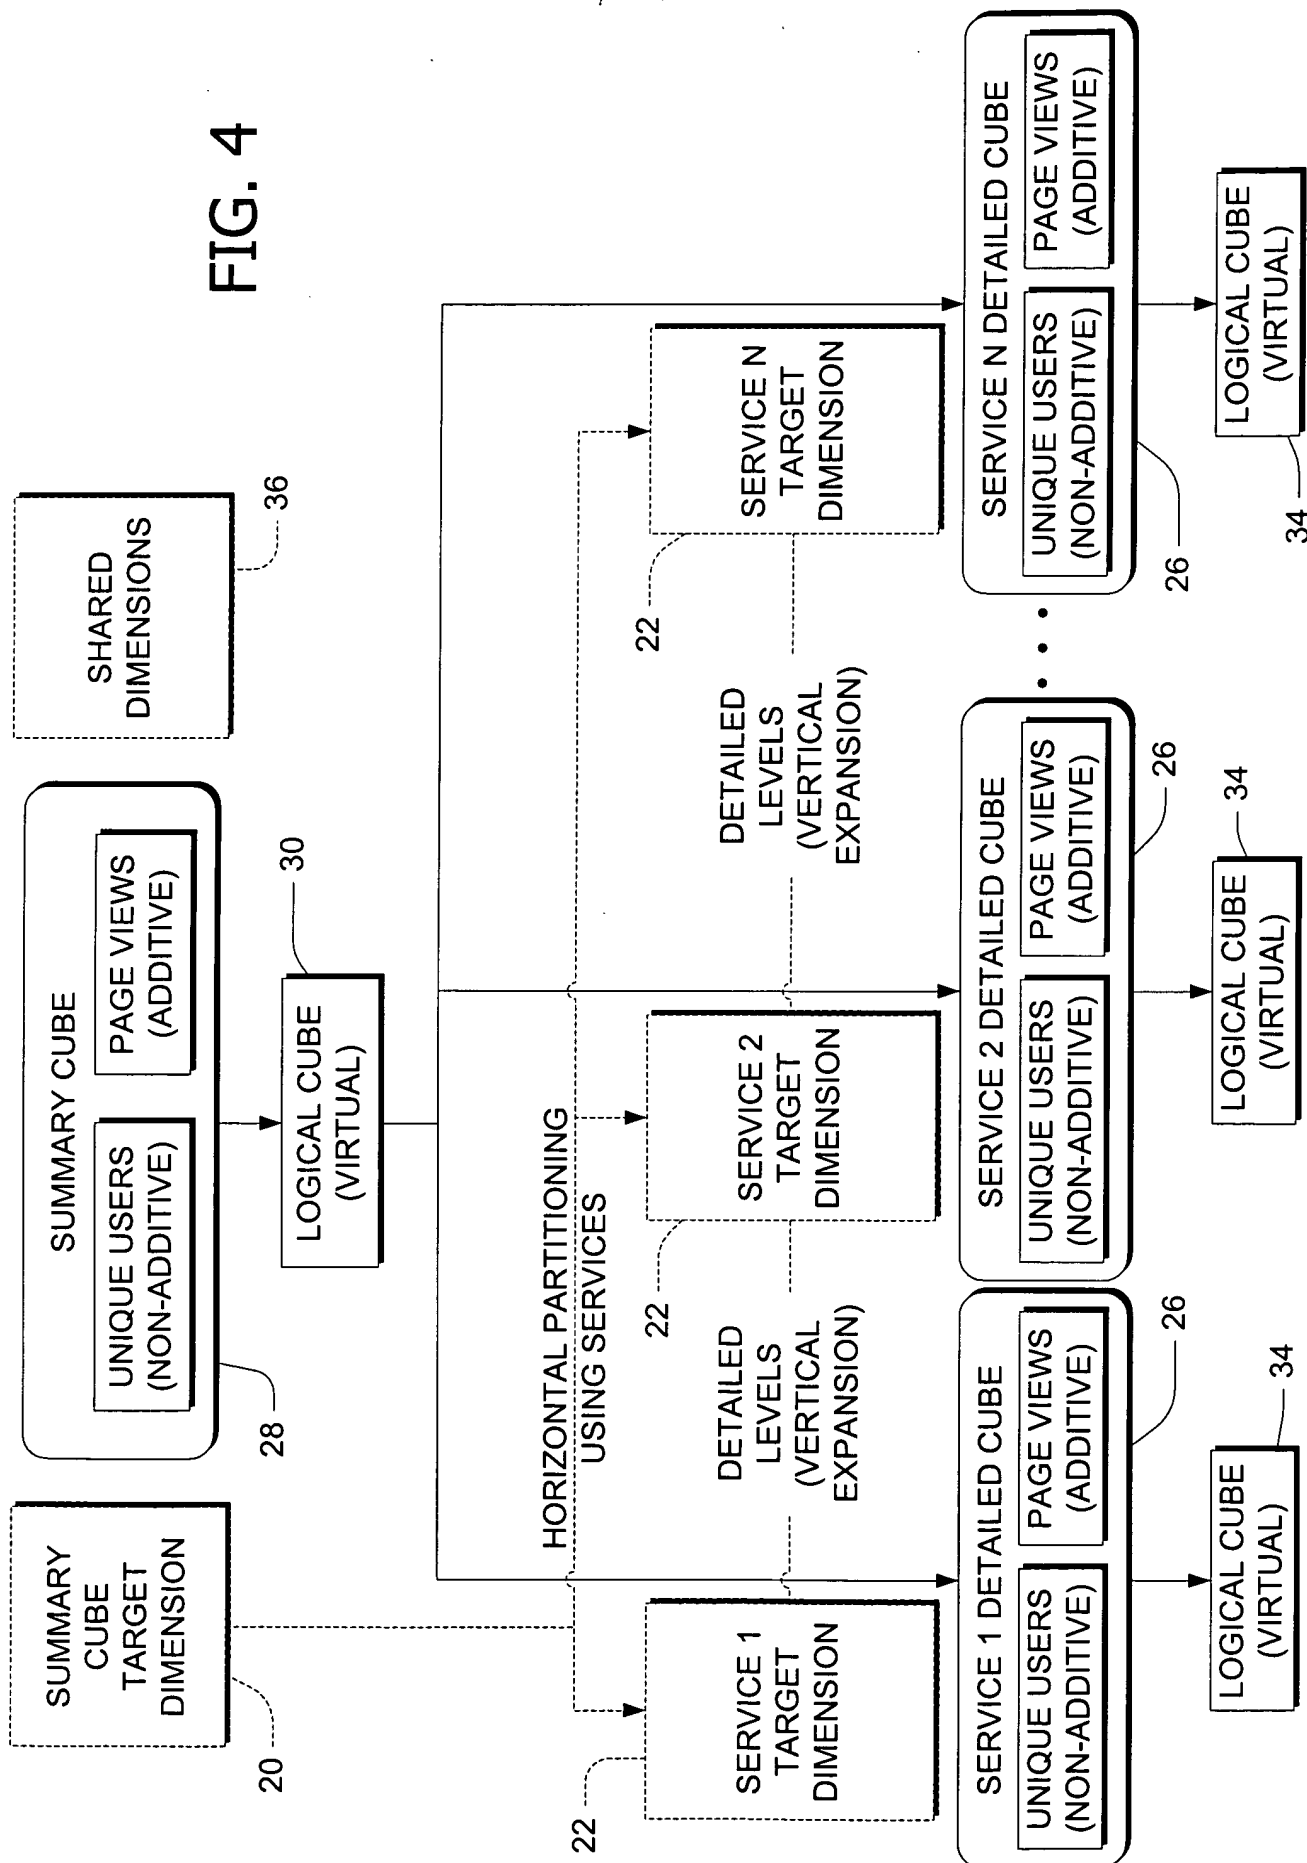 FIG. 4
SUMMARY
CUBE
TARGET
DIMENSION
20
SUMMARY CUBE
UNIQUE USERS
(NON-ADDITIVE)
PAGE VIEWS
(ADDITIVE)
28
SHARED
DIMENSIONS
36
LOGICAL CUBE
(VIRTUAL)
30
HORIZONTAL PARTITIONING
USING SERVICES
22
SERVICE 1
TARGET
DIMENSION
DETAILED
LEVELS
(VERTICAL
EXPANSION)
22
SERVICE 2
TARGET
DIMENSION
DETAILED
LEVELS
(VERTICAL
EXPANSION)
22
SERVICE N
TARGET
DIMENSION
SERVICE 1 DETAILED CUBE
UNIQUE USERS
(NON-ADDITIVE)
PAGE VIEWS
(ADDITIVE)
26
SERVICE 2 DETAILED CUBE
UNIQUE USERS
(NON-ADDITIVE)
PAGE VIEWS
(ADDITIVE)
26
• • •
SERVICE N DETAILED CUBE
UNIQUE USERS
(NON-ADDITIVE)
PAGE VIEWS
(ADDITIVE)
26
LOGICAL CUBE
(VIRTUAL)
34
LOGICAL CUBE
(VIRTUAL)
34
LOGICAL CUBE
(VIRTUAL)
34